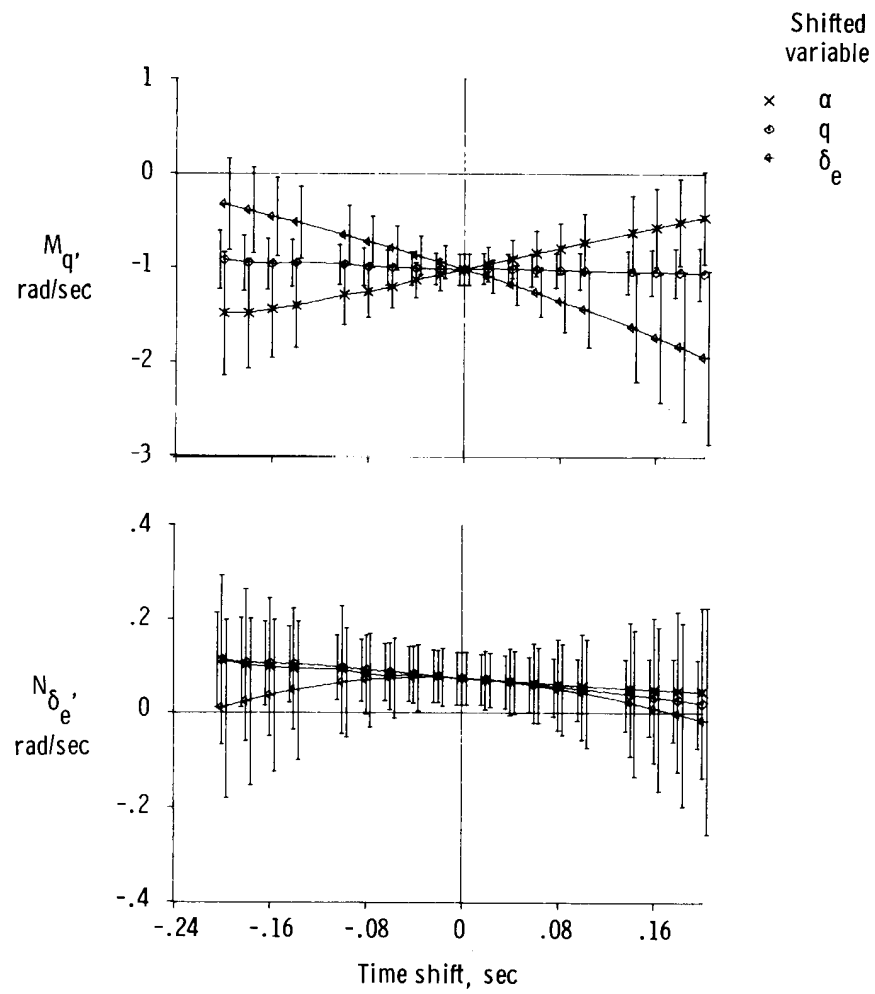 Shifted
variable
α
q
δe
1
0
-1
-2
-3
Mq,
rad/sec
.4
.2
0
-.2
-.4
Nδe,
rad/sec
-.24 -.16 -.08 0 .08 .16
Time shift, sec